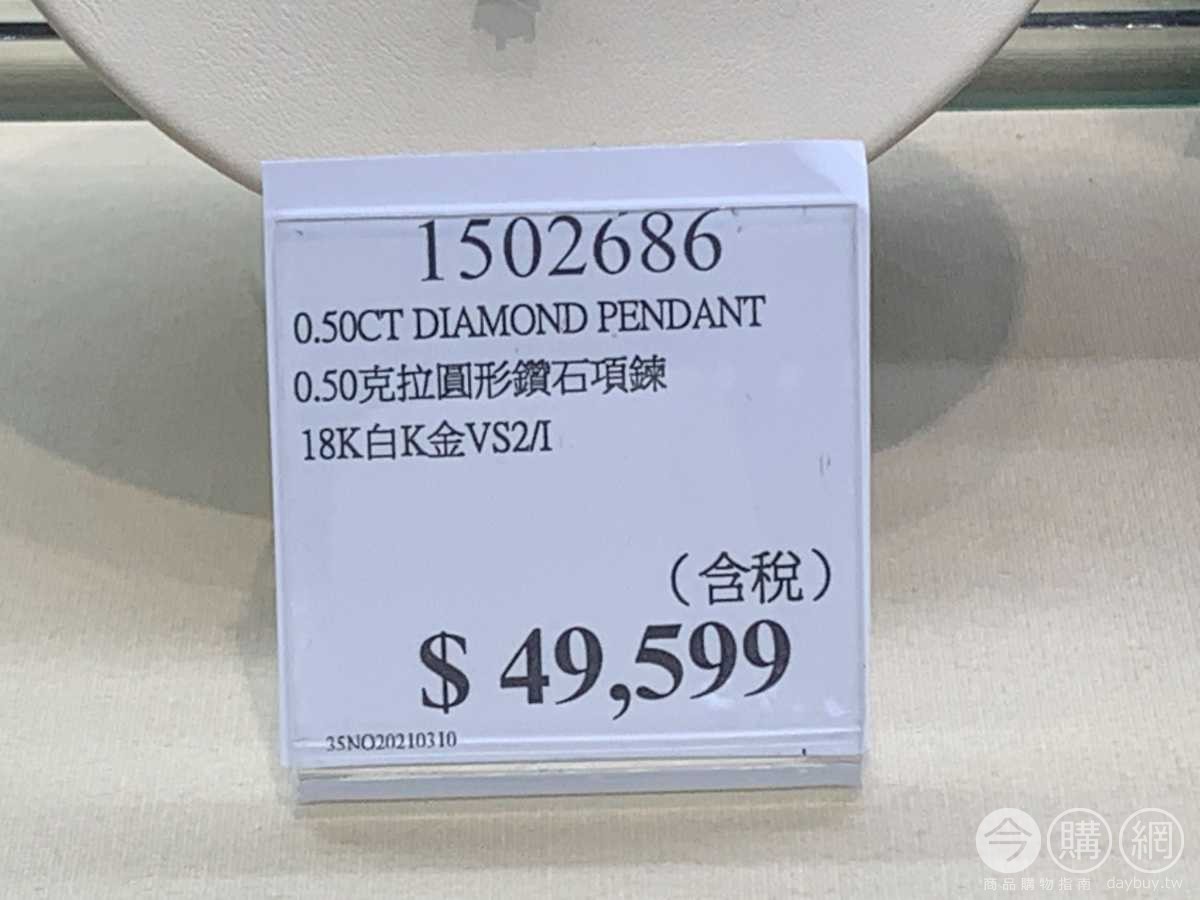 1502686
0.50CT DIAMOND PENDANT
0.50克拉圓形鑽石項鍊
18K白K金VS2/I
（含稅）
$ 49,599
35NO20210310
今購網
商品購物指南 daybuy.tw